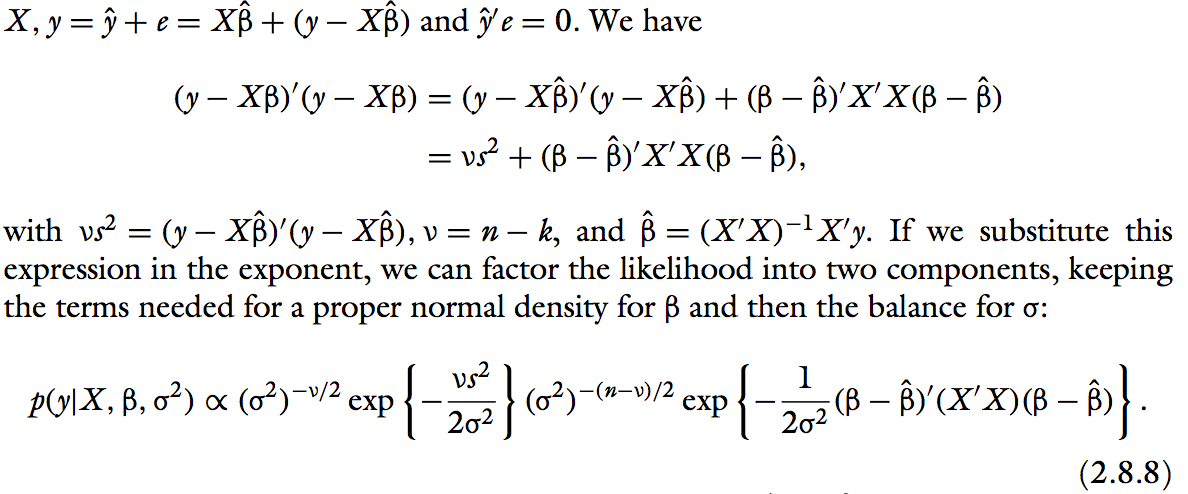 X, y = ŷ + e = Xβ̂ + (y − Xβ̂) and ŷ′e = 0. We have
(y − Xβ)′(y − Xβ) = (y − Xβ̂)′(y − Xβ̂) + (β − β̂)′X′X(β − β̂)
= νs² + (β − β̂)′X′X(β − β̂),
with νs² = (y − Xβ̂)′(y − Xβ̂), ν = n − k, and β̂ = (X′X)⁻¹X′y. If we substitute this
expression in the exponent, we can factor the likelihood into two components, keeping
the terms needed for a proper normal density for β and then the balance for σ:
p(y|X, β, σ²) ∝ (σ²)^{−ν/2} exp {−νs²/2σ²} (σ²)^{−(n−ν)/2} exp {−1/2σ² (β − β̂)′(X′X)(β − β̂)}.
(2.8.8)